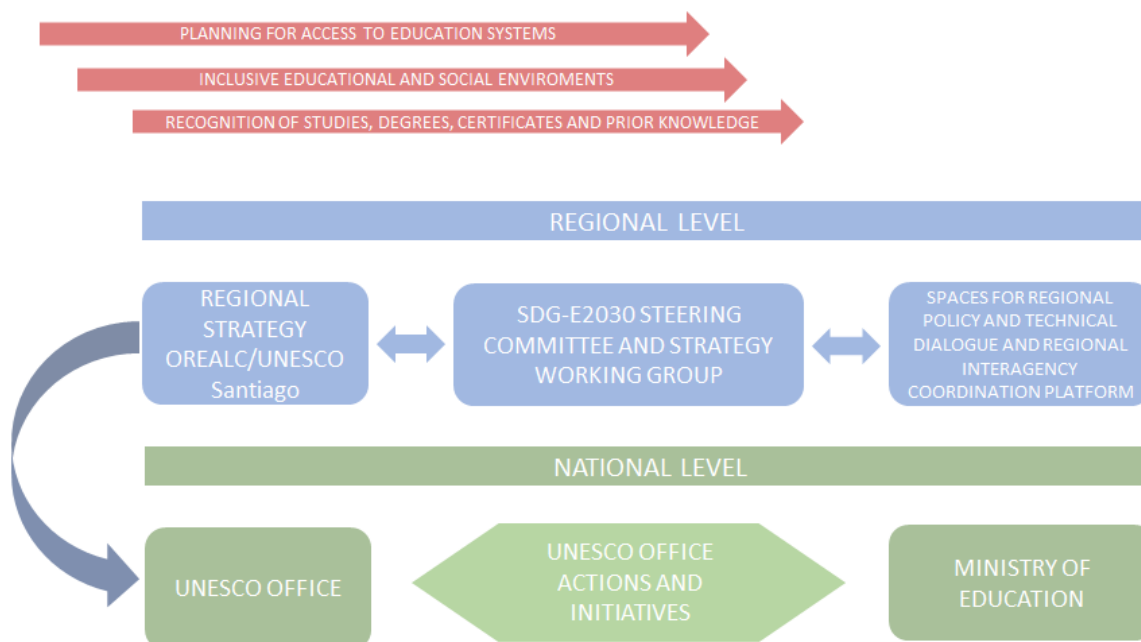 PLANNING FOR ACCESS TO EDUCATION SYSTEMS
INCLUSIVE EDUCATIONAL AND SOCIAL ENVIROMENTS
RECOGNITION OF STUDIES, DEGREES, CERTIFICATES AND PRIOR KNOWLEDGE
REGIONAL LEVEL
REGIONAL
STRATEGY
OREALC/UNESCO
Santiago
SDG-E2030 STEERING
COMMITTEE AND STRATEGY
WORKING GROUP
SPACES FOR REGIONAL
POLICY AND TECHNICAL
DIALOGUE AND REGIONAL
INTERAGENCY
COORDINATION PLATFORM
NATIONAL LEVEL
UNESCO OFFICE
UNESCO OFFICE
ACTIONS AND
INITIATIVES
MINISTRY OF
EDUCATION